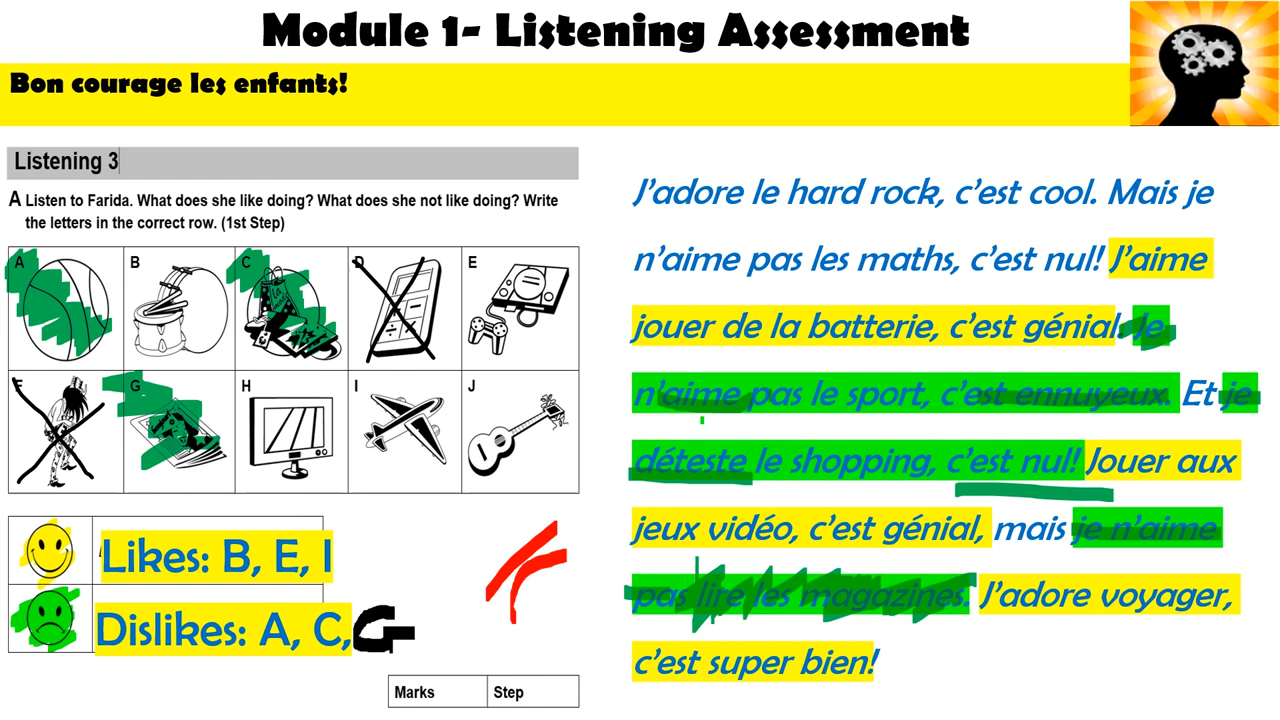 Module 1- Listening Assessment
Bon courage les enfants!
Listening 3
A Listen to Farida. What does she like doing? What does she not like doing? Write
the letters in the correct row. (1st Step)
A B C D E
F G H I J
Likes: B, E, I
Dislikes: A, C, G
Marks Step
J'adore le hard rock, c'est cool. Mais je
n'aime pas les maths, c'est nul! J'aime
jouer de la batterie, c'est génial. Je
n'aime pas le sport, c'est ennuyeux. Et je
déteste le shopping, c'est nul! Jouer aux
jeux vidéo, c'est génial, mais je n'aime
pas lire les magazines. J'adore voyager,
c'est super bien!